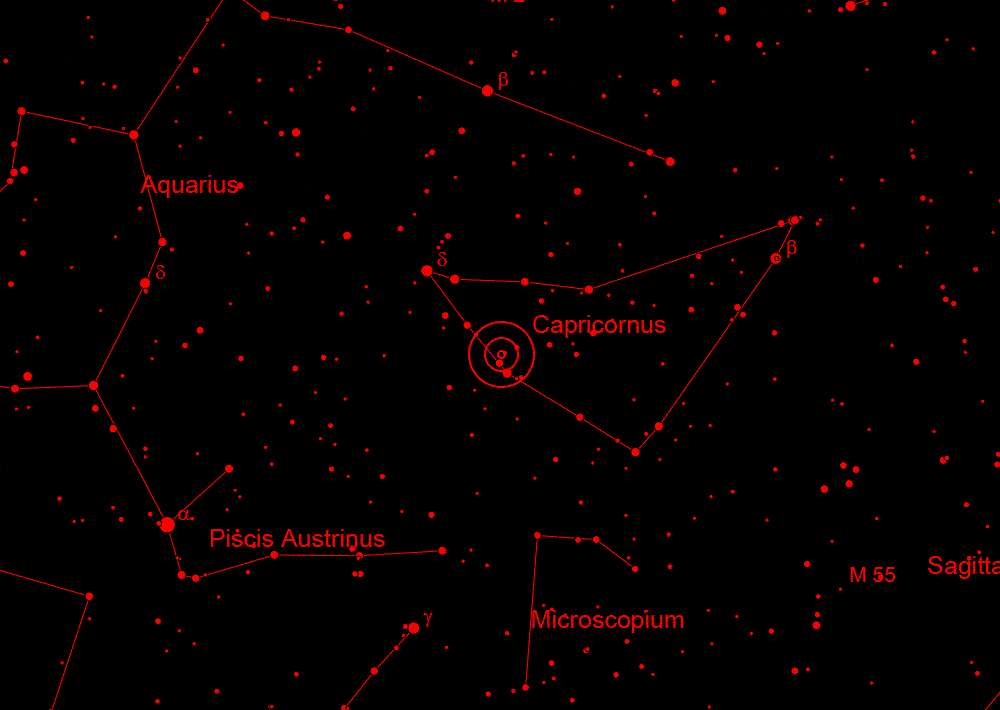 β
Aquarius
β
δ
δ
Capricornus
α
Piscis Austrinus
M 55
Sagitta
Microscopium
γ